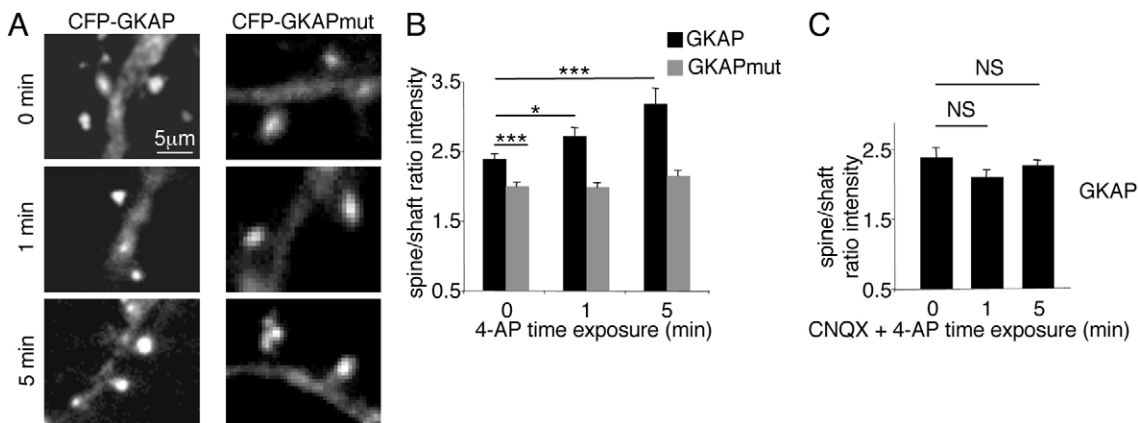 A
CFP-GKAP
CFP-GKAPmut
0 min
5μm
1 min
5 min
B
GKAP
GKAPmut
spine/shaft ratio intensity
3.5
2.5
1.5
0.5
***
*
***
0 1 5
4-AP time exposure (min)
C
NS
NS
spine/shaft
ratio intensity
2.5
1.5
0.5
GKAP
0 1 5
CNQX + 4-AP time exposure (min)